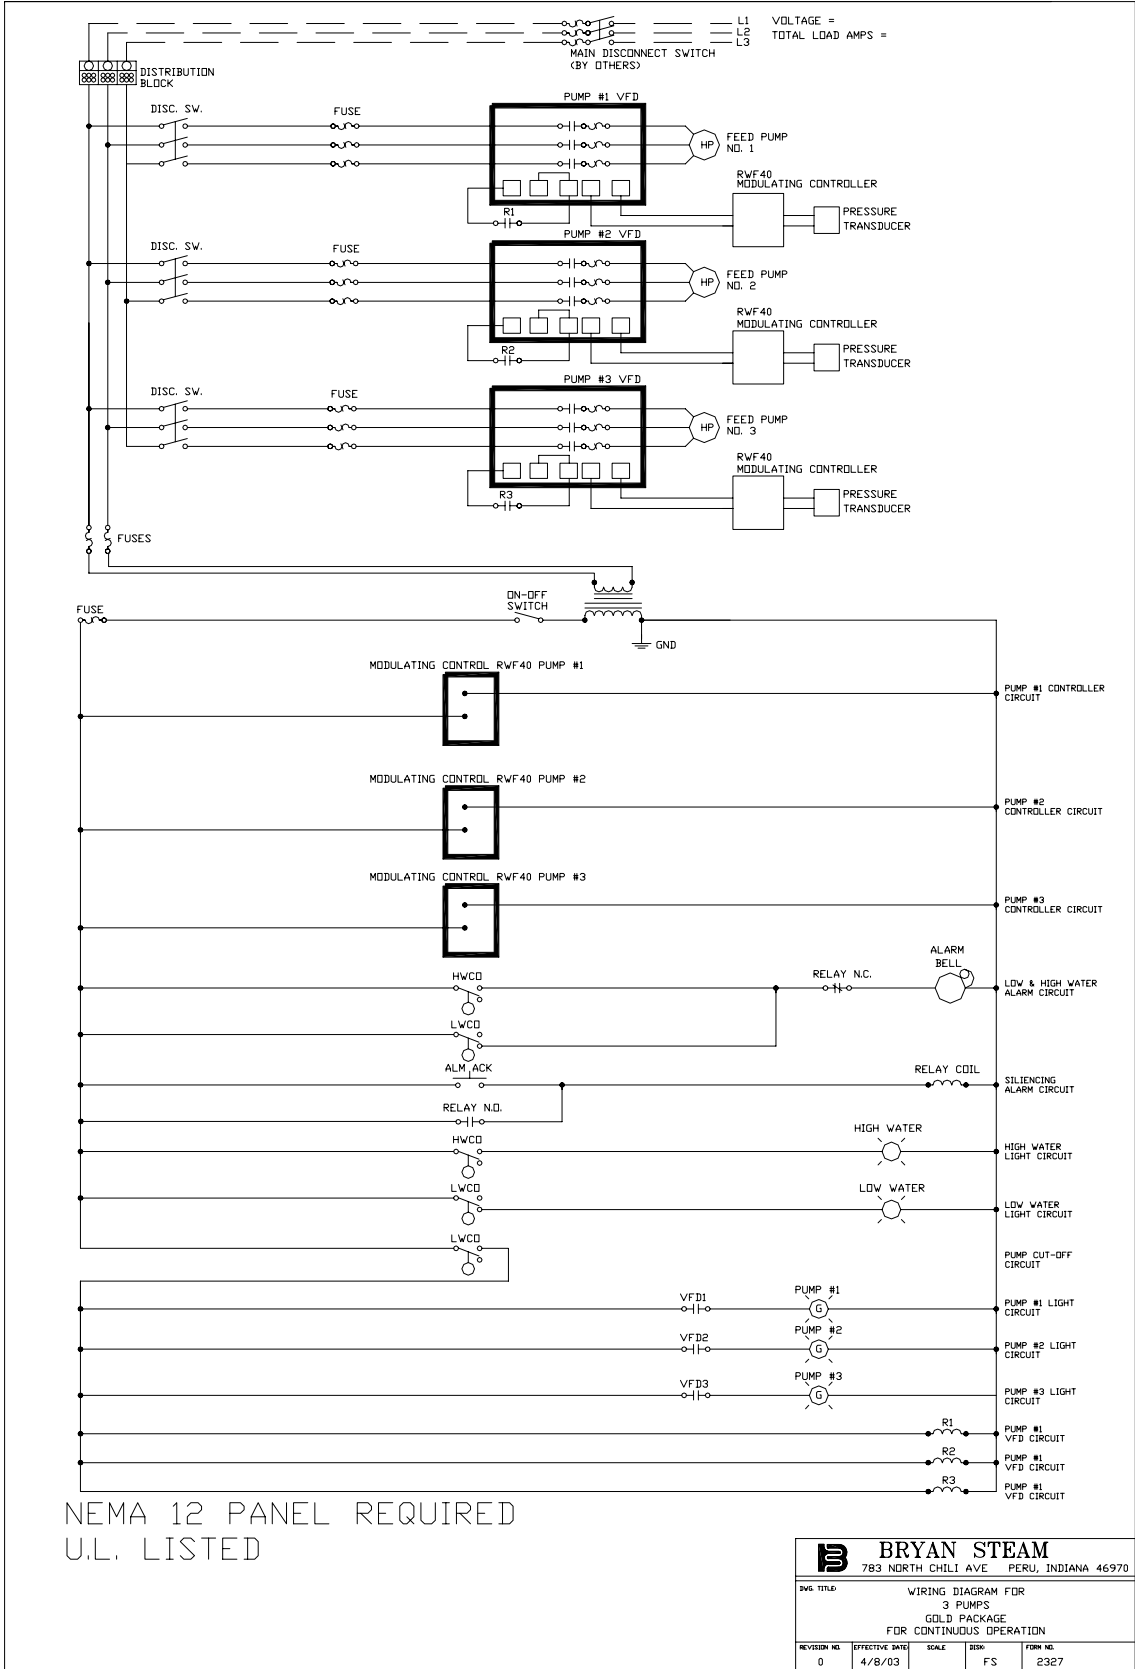 L1 VOLTAGE =
L2 TOTAL LOAD AMPS =
L3
MAIN DISCONNECT SWITCH
(BY OTHERS)
DISTRIBUTION
BLOCK
DISC. SW.
FUSE
PUMP #1 VFD
HP
FEED PUMP
NO. 1
R1
RWF40
MODULATING CONTROLLER
PRESSURE
TRANSDUCER
DISC. SW.
FUSE
PUMP #2 VFD
HP
FEED PUMP
NO. 2
R2
RWF40
MODULATING CONTROLLER
PRESSURE
TRANSDUCER
DISC. SW.
FUSE
PUMP #3 VFD
HP
FEED PUMP
NO. 3
R3
RWF40
MODULATING CONTROLLER
PRESSURE
TRANSDUCER
FUSES
FUSE
ON-OFF
SWITCH
GND
MODULATING CONTROL RWF40 PUMP #1
PUMP #1 CONTROLLER
CIRCUIT
MODULATING CONTROL RWF40 PUMP #2
PUMP #2
CONTROLLER CIRCUIT
MODULATING CONTROL RWF40 PUMP #3
PUMP #3
CONTROLLER CIRCUIT
HWCO
RELAY N.C.
ALARM
BELL
LOW & HIGH WATER
ALARM CIRCUIT
LWCO
ALM ACK
RELAY COIL
SILIENCING
ALARM CIRCUIT
RELAY N.O.
HWCO
HIGH WATER
HIGH WATER
LIGHT CIRCUIT
LWCO
LOW WATER
LOW WATER
LIGHT CIRCUIT
LWCO
PUMP CUT-OFF
CIRCUIT
VFD1
PUMP #1
G
PUMP #1 LIGHT
CIRCUIT
VFD2
PUMP #2
G
PUMP #2 LIGHT
CIRCUIT
VFD3
PUMP #3
G
PUMP #3 LIGHT
CIRCUIT
R1
PUMP #1
VFD CIRCUIT
R2
PUMP #1
VFD CIRCUIT
R3
PUMP #1
VFD CIRCUIT
NEMA 12 PANEL REQUIRED
U.L. LISTED
B BRYAN STEAM
783 NORTH CHILI AVE PERU, INDIANA 46970
DWG. TITLE:
WIRING DIAGRAM FOR
3 PUMPS
GOLD PACKAGE
FOR CONTINUOUS OPERATION
REVISION NO. EFFECTIVE DATE: SCALE DISK: FORM NO.
0 4/8/03 FS 2327